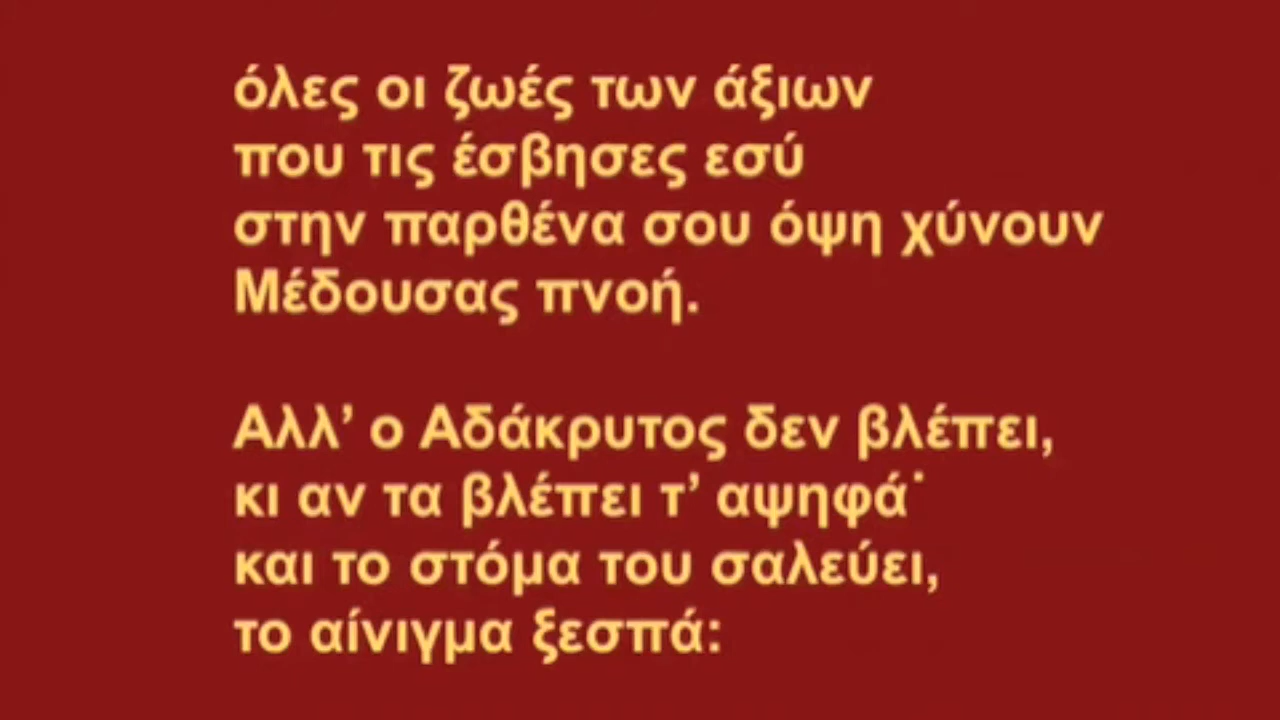 όλες οι ζωές των άξιων
που τις έσβησες εσύ
στην παρθένα σου όψη χύνουν
Μέδουσας πνοή.
Αλλ’ ο Αδάκρυτος δεν βλέπει,
κι αν τα βλέπει τ’ αψηφά˙
και το στόμα του σαλεύει,
το αίνιγμα ξεσπά: